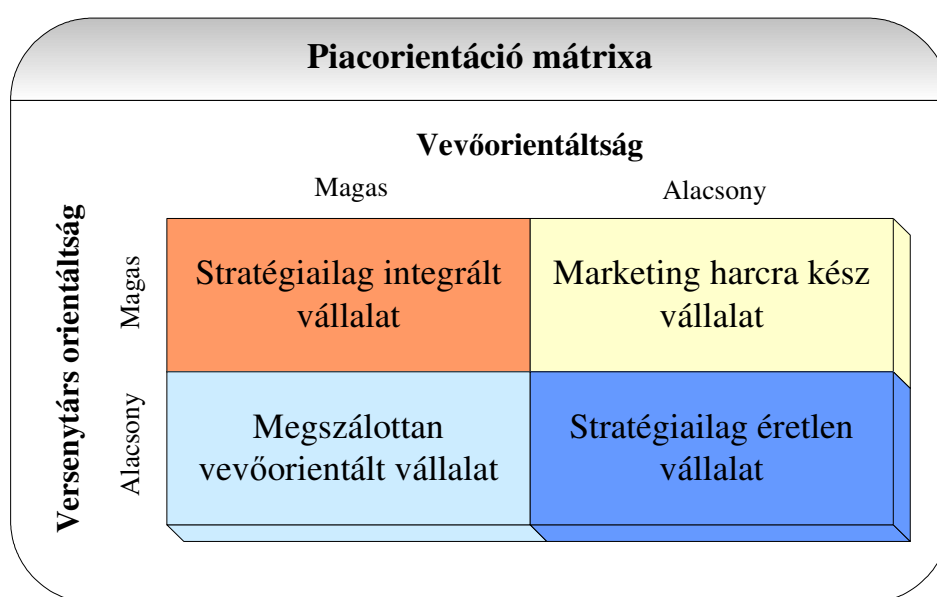 Piacorientáció mátrixa
Vevőorientáltság
Magas
Alacsony
Versenytárs orientáltság
Magas
Stratégiailag integrált
vállalat
Marketing harcra kész
vállalat
Alacsony
Megszálottan
vevőorientált vállalat
Stratégiailag éretlen
vállalat